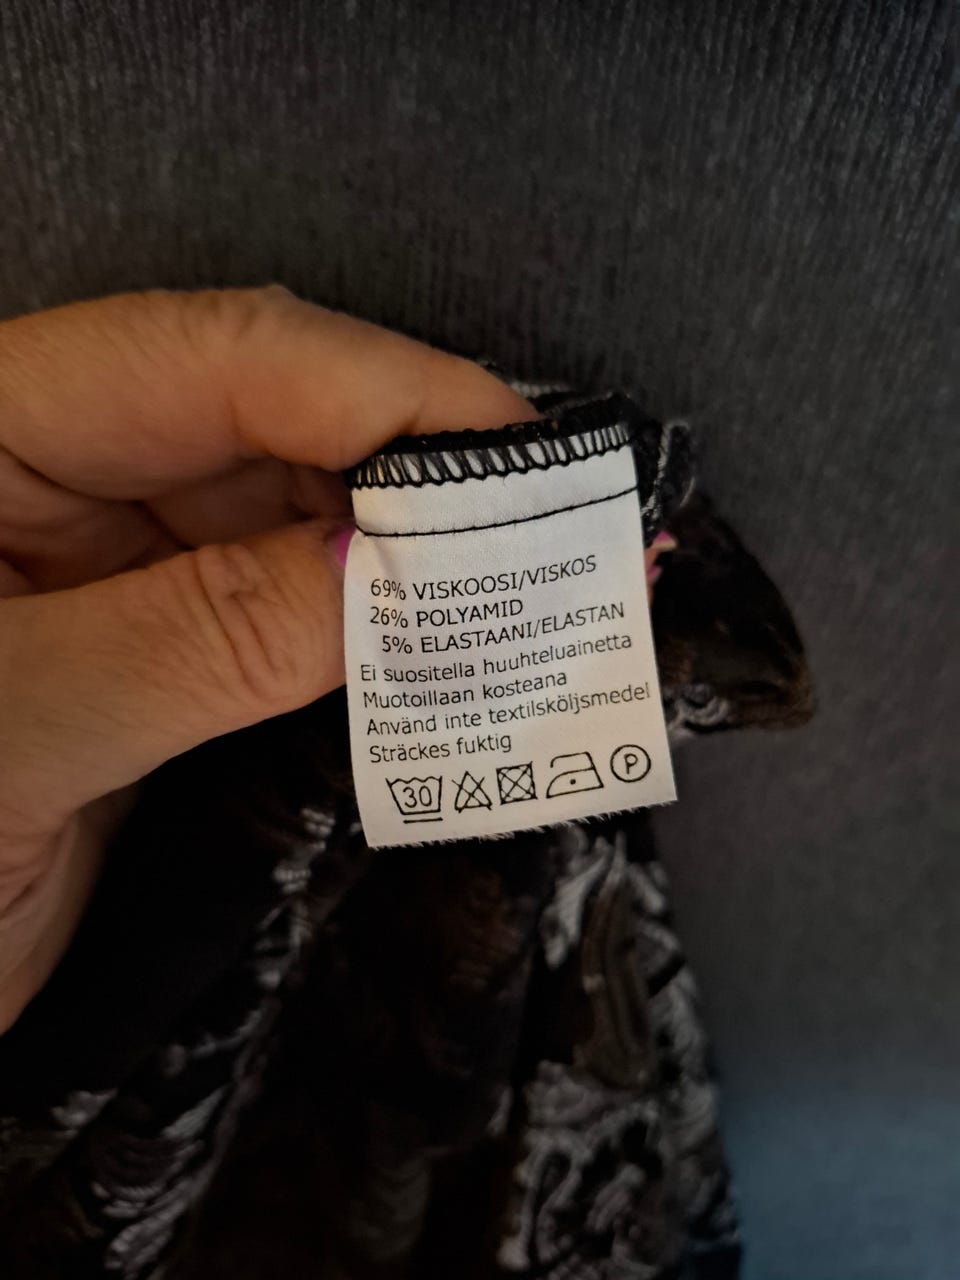 69% VISKOOSI/VISKOS
26% POLYAMID
5% ELASTAANI/ELASTAN
Ei suositella huuhteluainetta
Muotoillaan kosteana
Använd inte textilsköljsmedel
Sträckes fuktig
30 P